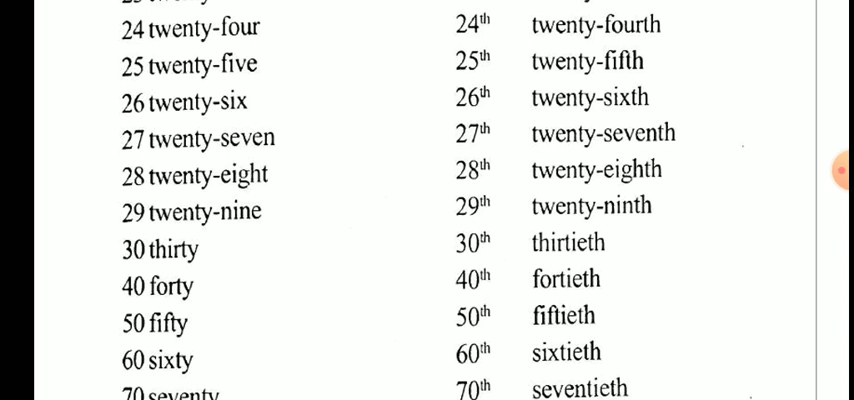 24 twenty-four 24th twenty-fourth
25 twenty-five 25th twenty-fifth
26 twenty-six 26th twenty-sixth
27 twenty-seven 27th twenty-seventh
28 twenty-eight 28th twenty-eighth
29 twenty-nine 29th twenty-ninth
30 thirty 30th thirtieth
40 forty 40th fortieth
50 fifty 50th fiftieth
60 sixty 60th sixtieth
70 seventy 70th seventieth